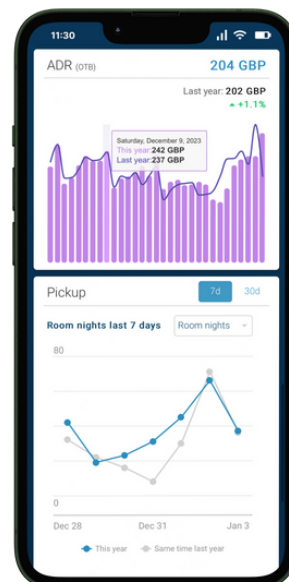 11:30
ADR (OTB) 204 GBP
Last year: 202 GBP
+1.1%
Saturday, December 9, 2023
This year:242 GBP
Last year:237 GBP
Pickup 7d 30d
Room nights last 7 days Room nights
80
0
Dec 28 Dec 31 Jan 3
This year Same time last year